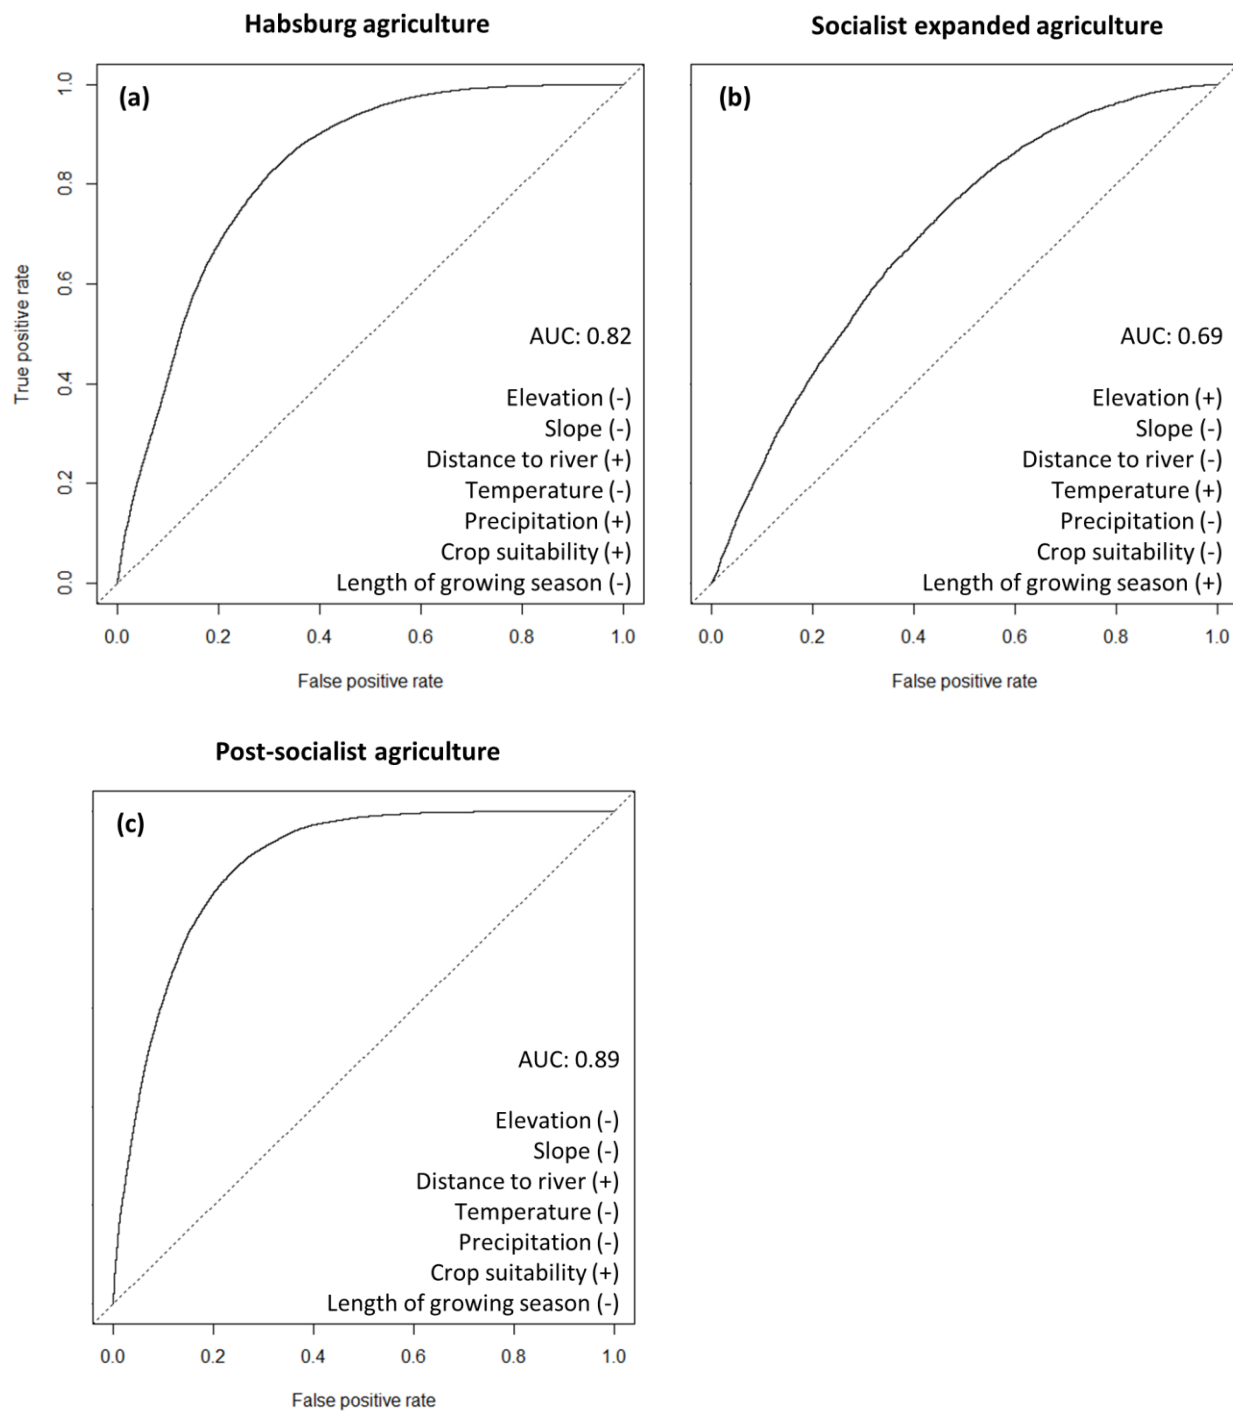 Habsburg agriculture
(a)
True positive rate
1.0
0.8
0.6
0.4
0.2
0.0
AUC: 0.82
Elevation (-)
Slope (-)
Distance to river (+)
Temperature (-)
Precipitation (+)
Crop suitability (+)
Length of growing season (-)
0.0 0.2 0.4 0.6 0.8 1.0
False positive rate
Socialist expanded agriculture
(b)
AUC: 0.69
Elevation (+)
Slope (-)
Distance to river (-)
Temperature (+)
Precipitation (-)
Crop suitability (-)
Length of growing season (+)
0.0 0.2 0.4 0.6 0.8 1.0
False positive rate
Post-socialist agriculture
(c)
AUC: 0.89
Elevation (-)
Slope (-)
Distance to river (+)
Temperature (-)
Precipitation (-)
Crop suitability (+)
Length of growing season (-)
0.0 0.2 0.4 0.6 0.8 1.0
False positive rate